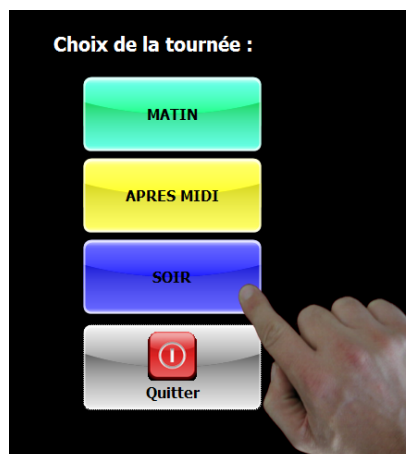 Choix de la tournée :
MATIN
APRES MIDI
SOIR
Quitter